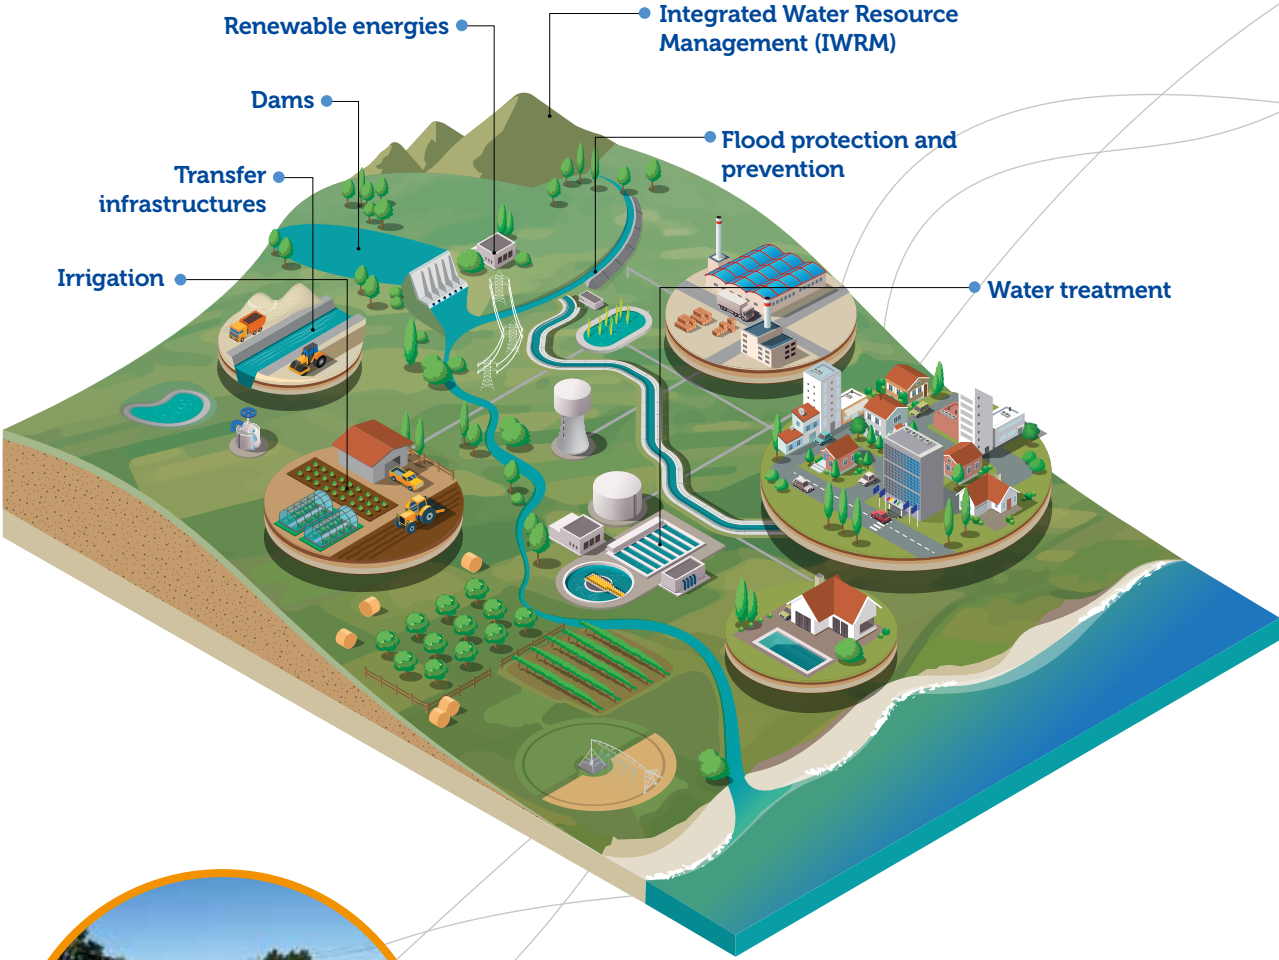 Renewable energies
Integrated Water Resource
Management (IWRM)
Dams
Flood protection and
prevention
Transfer
infrastructures
Irrigation
Water treatment